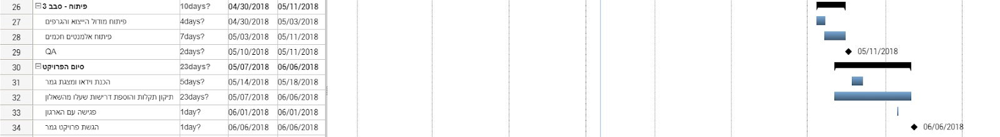 26 פיתוח - סבב 3 10days? 04/30/2018 05/11/2018
27 פיתוח מודול הייצוא והגרפים 4days? 04/30/2018 05/03/2018
28 פיתוח אלמנטים חכמים 7days? 05/03/2018 05/11/2018
29 QA 2days? 05/10/2018 05/11/2018 05/11/2018
30 סיום הפרויקט 23days? 05/07/2018 06/06/2018
31 הכנת וידאו ומצגת גמר 5days? 05/14/2018 05/18/2018
32 תיקון תקלות והוספת דרישות שעלו מהשאלון 23days? 05/07/2018 06/06/2018
33 פגישה עם הארגון 1day? 06/01/2018 06/01/2018
34 הגשת פרויקט גמר 1day? 06/06/2018 06/06/2018 06/06/2018